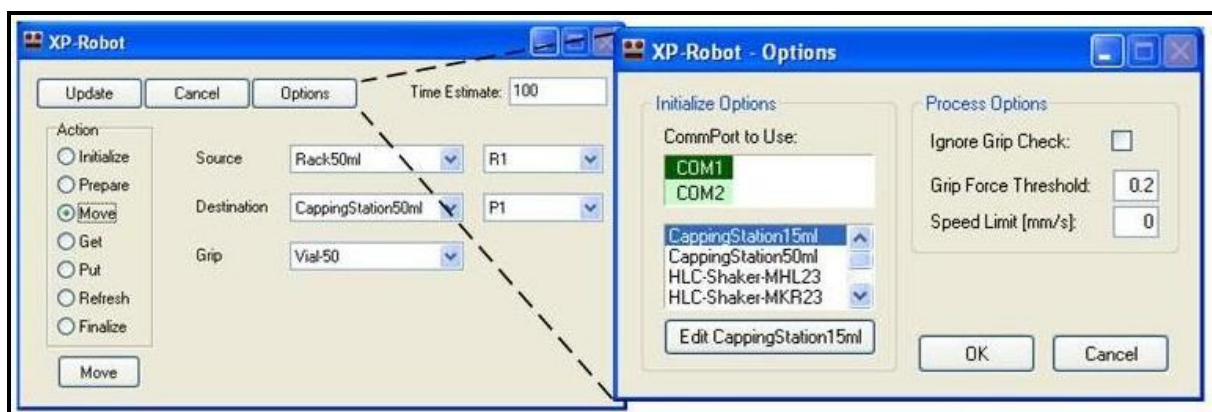 XP-Robot
Update Cancel Options Time Estimate: 100
Action
Initialize
Prepare
Move
Get
Put
Refresh
Finalize
Source Rack50ml R1
Destination CappingStation50ml P1
Grip Vial-50
Move
XP-Robot - Options
Initialize Options
CommPort to Use:
COM1
COM2
CappingStation15ml
CappingStation50ml
HLC-Shaker-MHL23
HLC-Shaker-MKR23
Edit CappingStation15ml
Process Options
Ignore Grip Check:
Grip Force Threshold: 0.2
Speed Limit [mm/s]: 0
OK Cancel